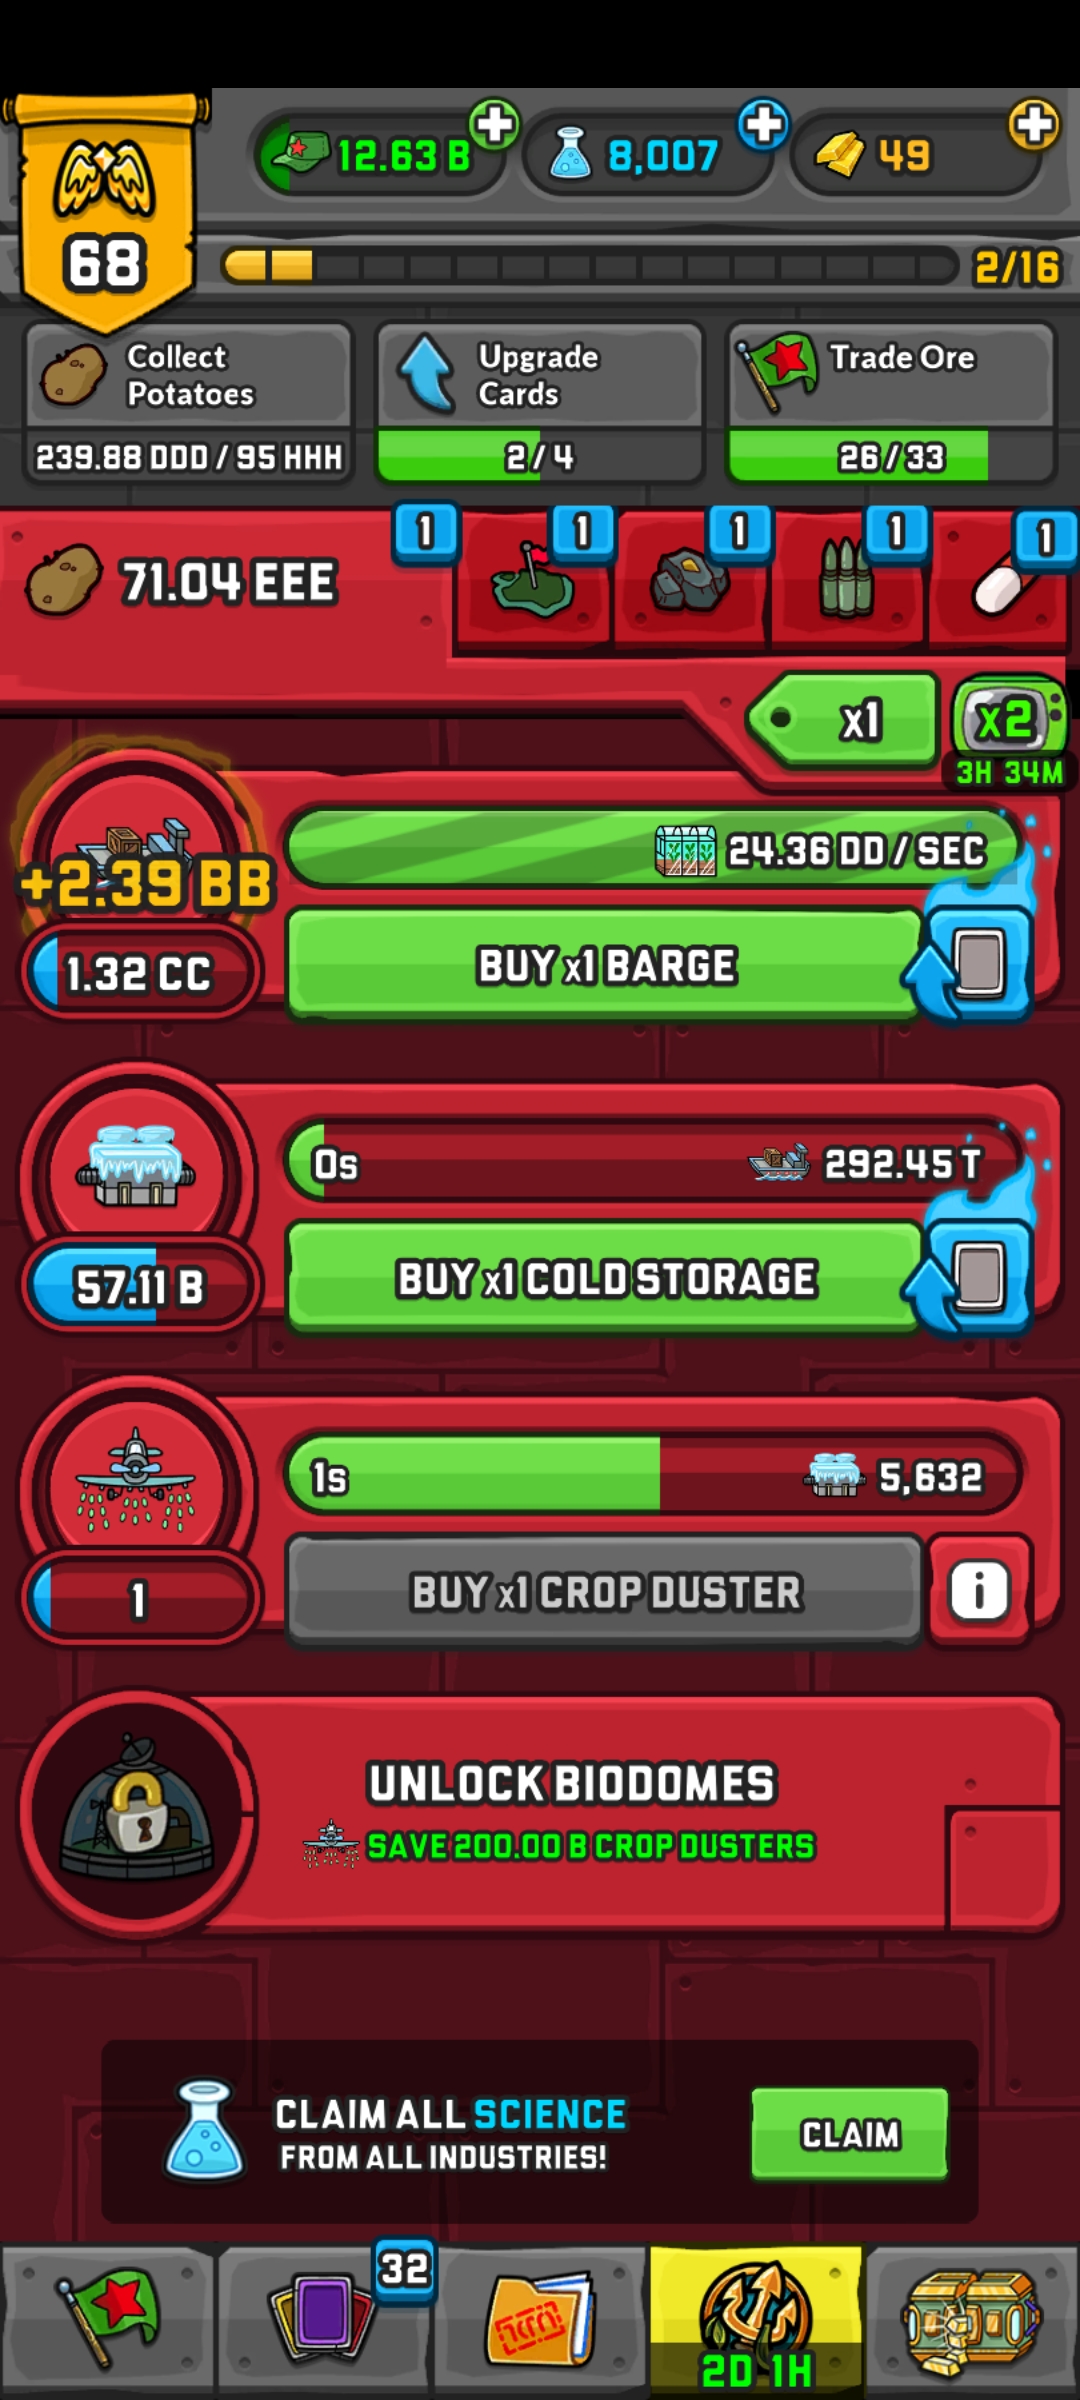 12.63 B
8,007
49
68
2/16
Collect
Potatoes
239.88 DDD / 95 HHH
Upgrade
Cards
2/4
Trade Ore
26/33
71.04 EEE
1
1
1
1
1
x1
x2
3H 34M
+2.39 BB
1.32 CC
24.36 DD / SEC
BUY x1 BARGE
57.11 B
0s
292.45 T
BUY x1 COLD STORAGE
1
1s
5,632
BUY x1 CROP DUSTER
i
UNLOCK BIODOMES
SAVE 200.00 B CROP DUSTERS
CLAIM ALL SCIENCE
FROM ALL INDUSTRIES!
CLAIM
32
2D 1H